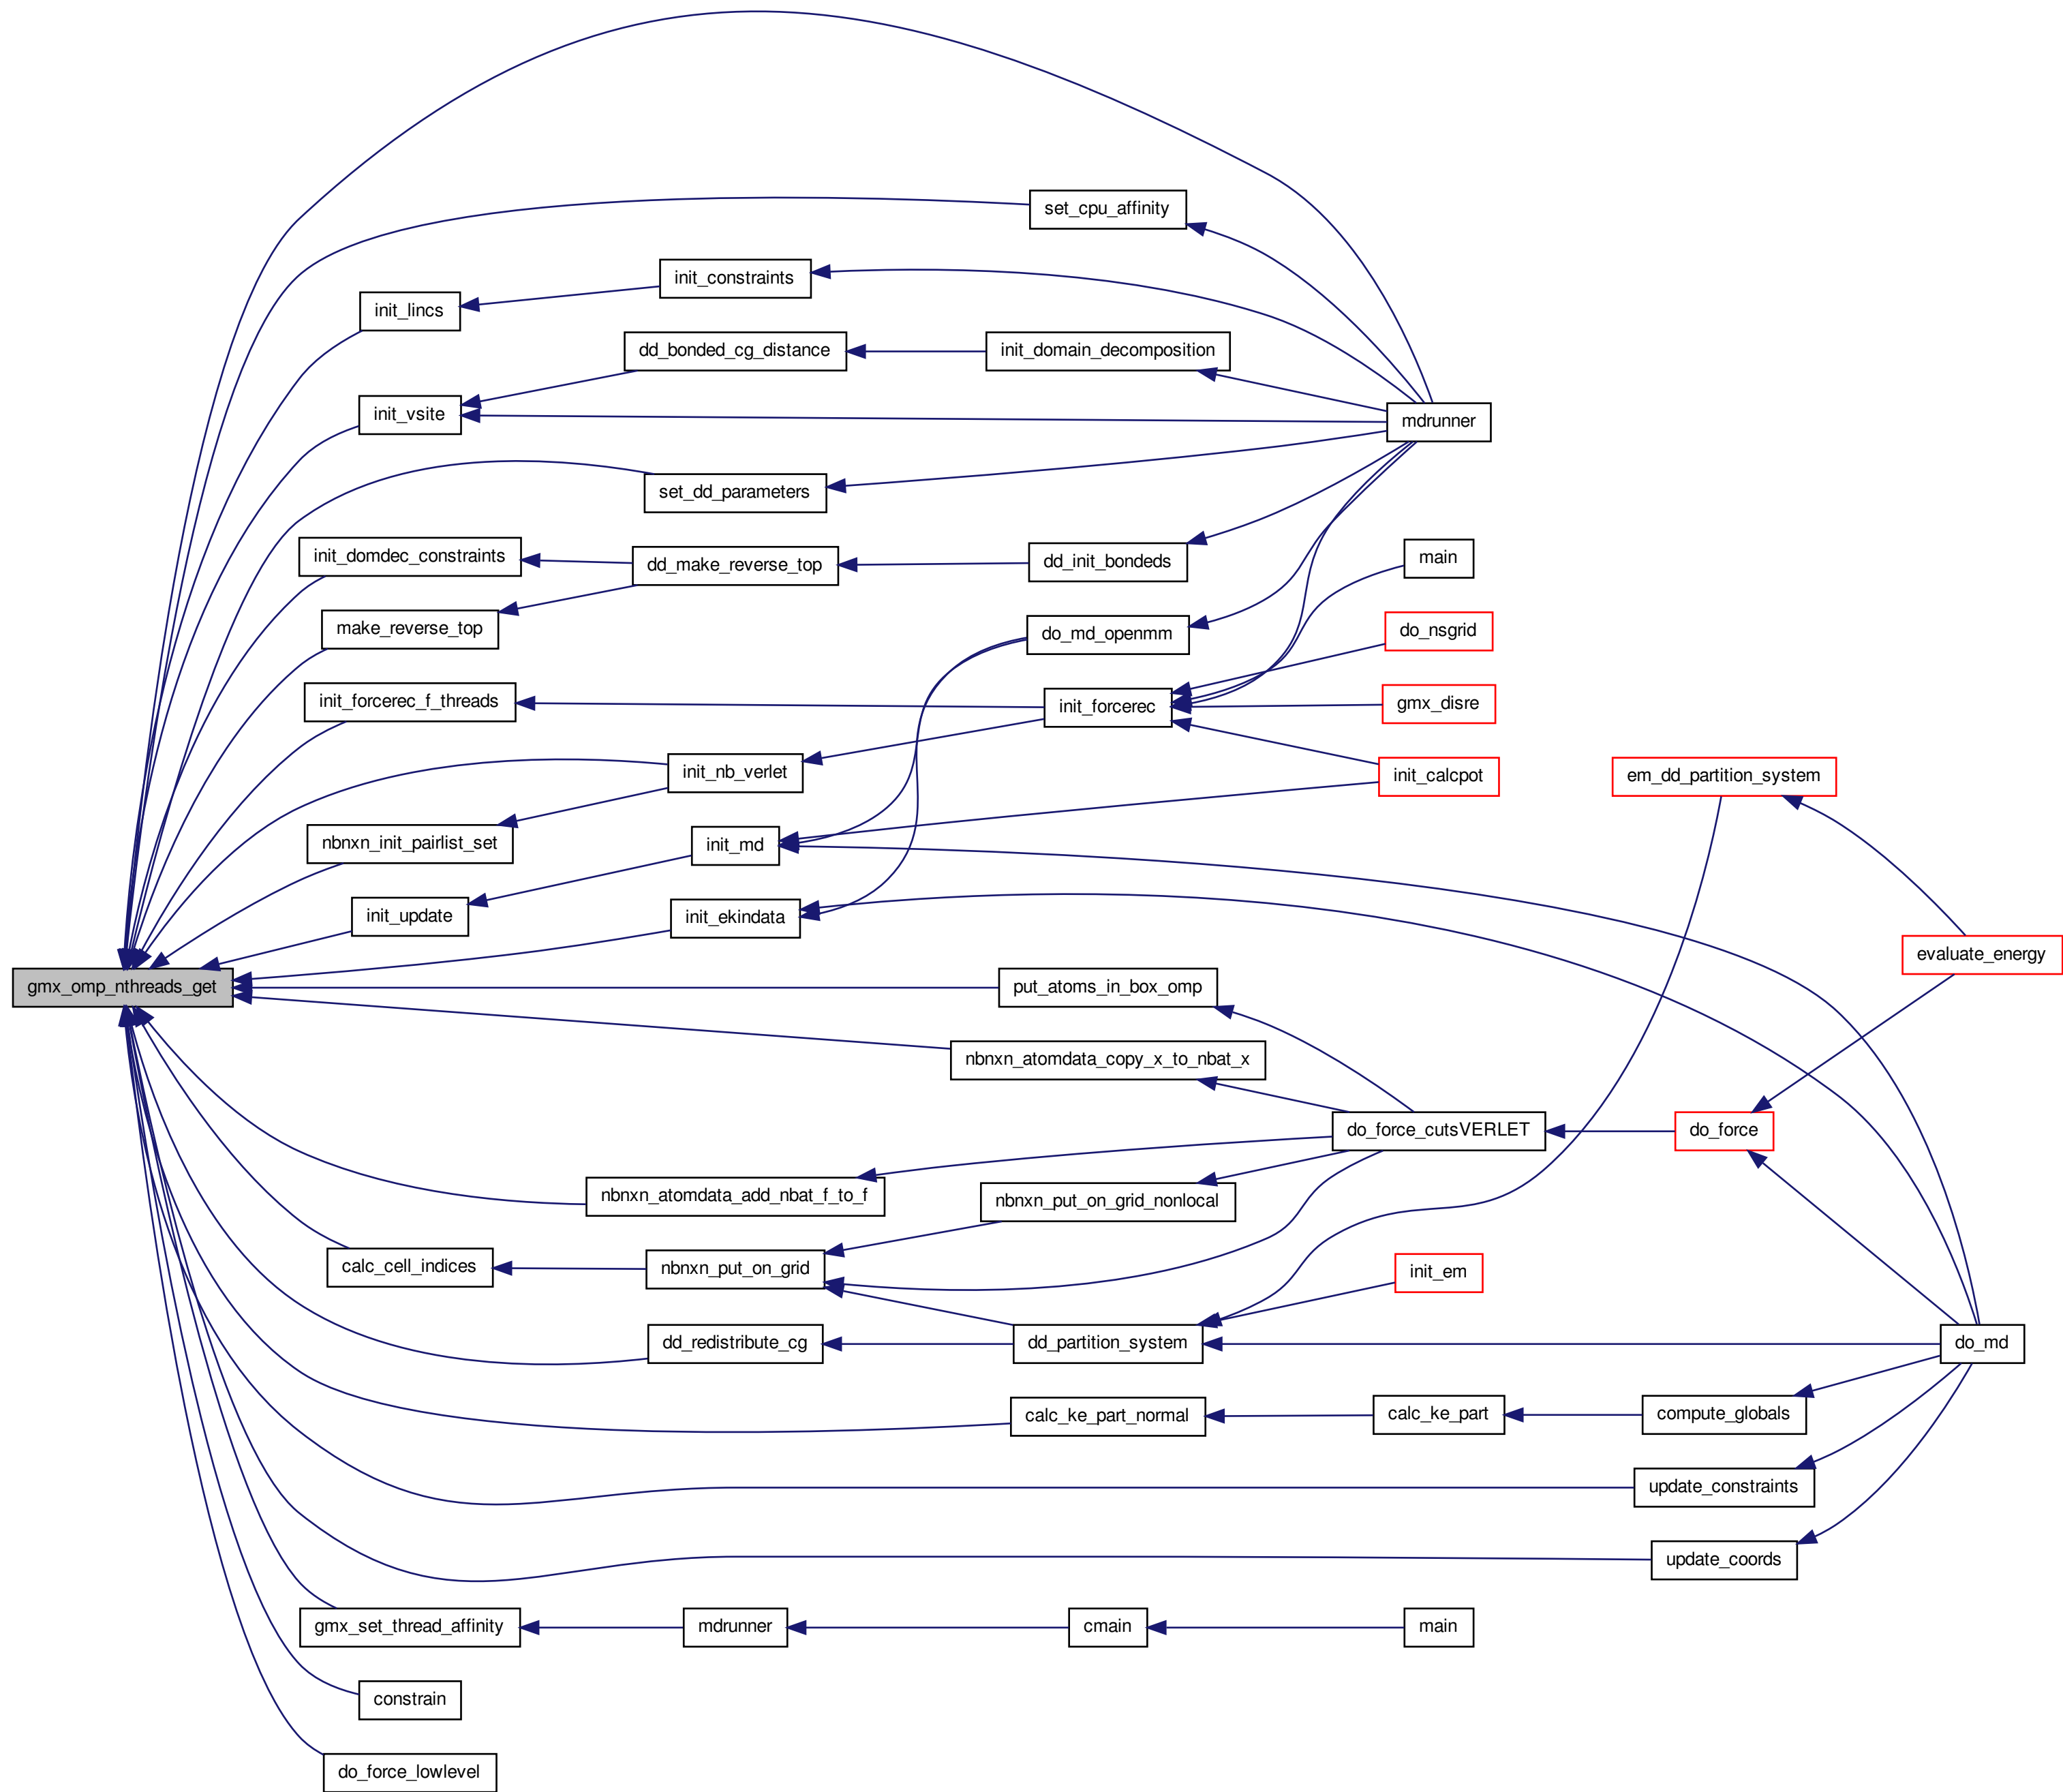 set_cpu_affinity
init_constraints
init_lincs
dd_bonded_cg_distance
init_domain_decomposition
init_vsite
mdrunner
set_dd_parameters
init_domdec_constraints
dd_make_reverse_top
dd_init_bondeds
main
make_reverse_top
do_md_openmm
do_nsgrid
init_forcerec_f_threads
init_forcerec
gmx_disre
init_nb_verlet
init_calcpot
em_dd_partition_system
nbnxn_init_pairlist_set
init_md
init_update
init_ekindata
evaluate_energy
gmx_omp_nthreads_get
put_atoms_in_box_omp
nbnxn_atomdata_copy_x_to_nbat_x
do_force_cutsVERLET
do_force
nbnxn_atomdata_add_nbat_f_to_f
nbnxn_put_on_grid_nonlocal
calc_cell_indices
nbnxn_put_on_grid
init_em
dd_redistribute_cg
dd_partition_system
do_md
calc_ke_part_normal
calc_ke_part
compute_globals
update_constraints
update_coords
gmx_set_thread_affinity
mdrunner
cmain
main
constrain
do_force_lowlevel